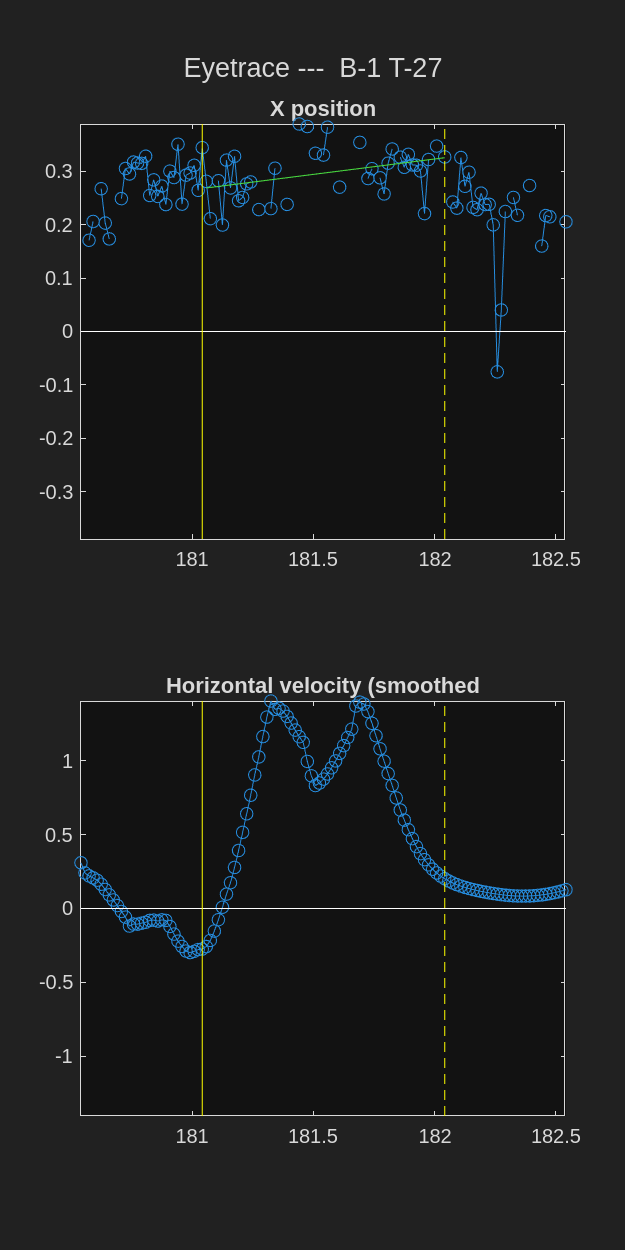 Eyetrace --- B-1 T-27
X position
0.3
0.2
0.1
0
-0.1
-0.2
-0.3
181 181.5 182 182.5
Horizontal velocity (smoothed
1
0.5
0
-0.5
-1
181 181.5 182 182.5